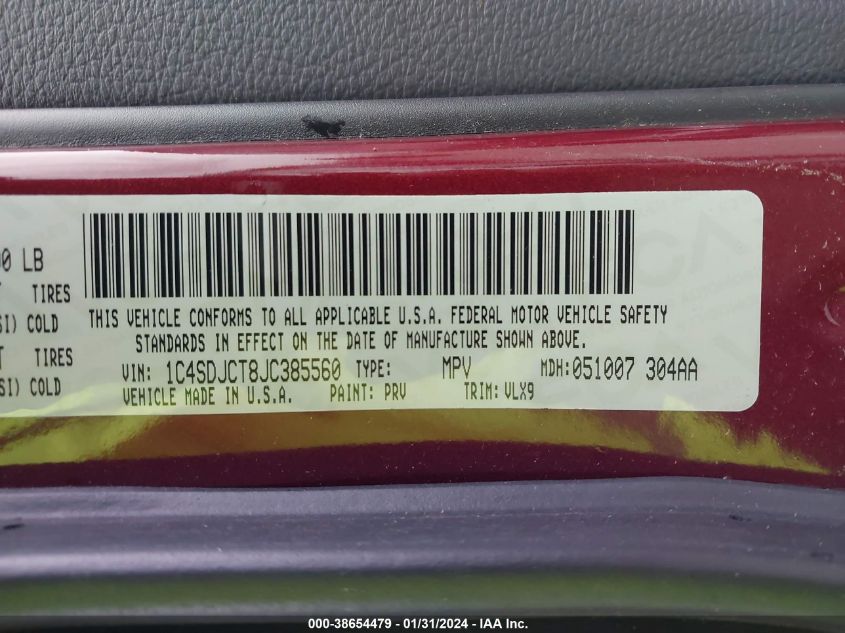 0 LB
TIRES
SI) COLD
TIRES
SI) COLD
THIS VEHICLE CONFORMS TO ALL APPLICABLE U.S.A. FEDERAL MOTOR VEHICLE SAFETY
STANDARDS IN EFFECT ON THE DATE OF MANUFACTURE SHOWN ABOVE.
VIN: 1C4SDJCT8JC385560 TYPE: MPV MDH:051007 304AA
VEHICLE MADE IN U.S.A. PAINT: PRV TRIM: VLX9
000-38654479 - 01/31/2024 - IAA Inc.